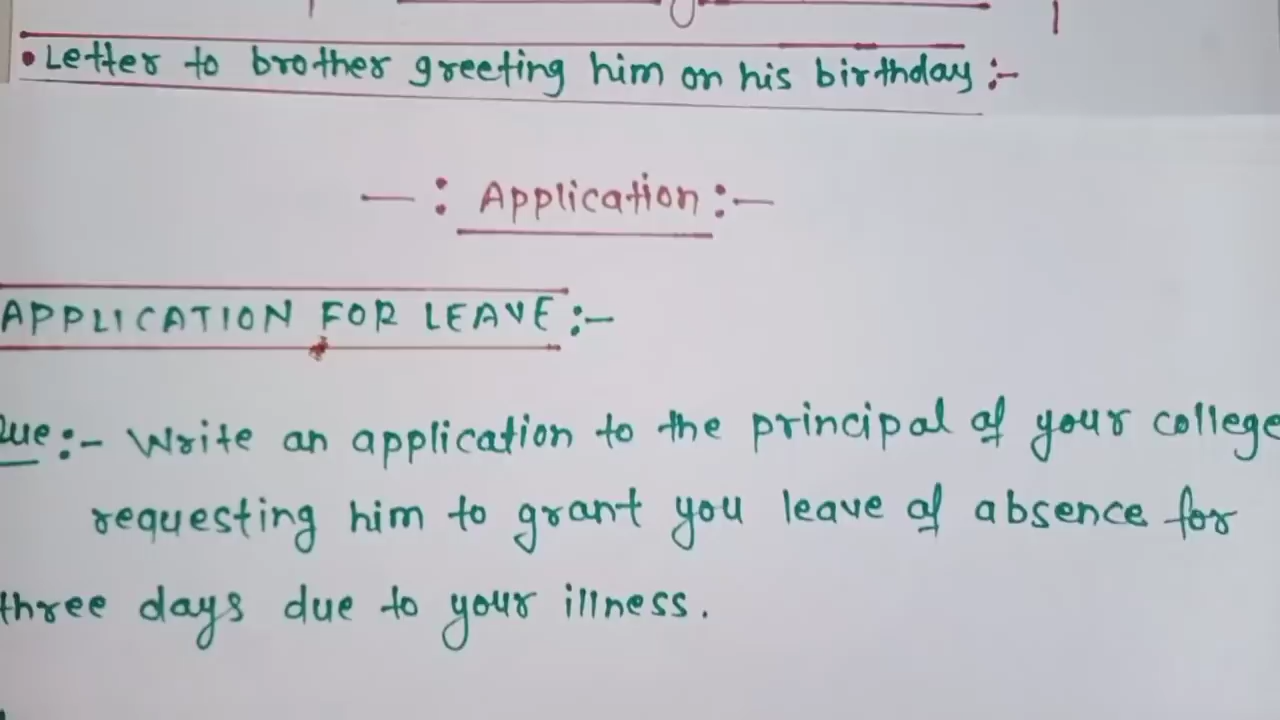 • Letter to brother greeting him on his birthday :-
— : Application :—
APPLICATION FOR LEAVE :-
Que :- Write an application to the principal of your college
requesting him to grant you leave of absence for
three days due to your illness.